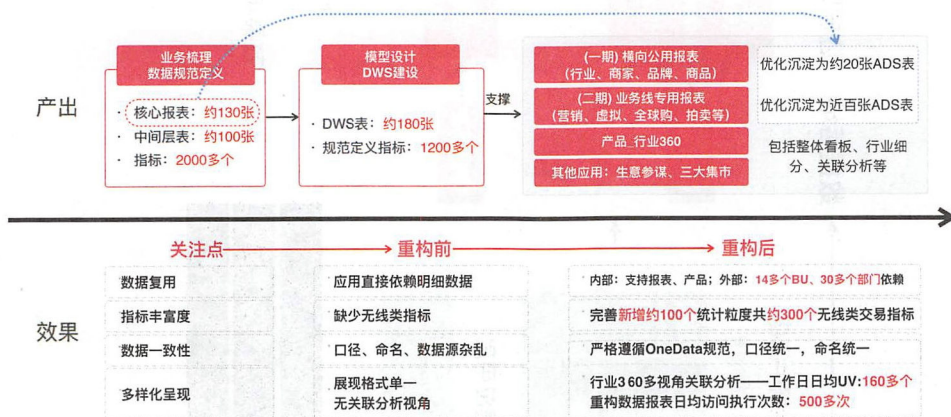 业务梳理
数据规范定义
模型设计
DWS建设
(一期) 横向公用报表
(行业、商家、品牌、商品)
优化沉淀为约20张ADS表
产出
· 核心报表：约130张
· 中间层表：约100张
· 指标：2000多个
· DWS表：约180张
· 规范定义指标：1200多个
支撑
(二期) 业务线专用报表
(营销、虚拟、全球购、拍卖等)
优化沉淀为近百张ADS表
产品_行业360
其他应用：生意参谋、三大集市
包括整体看板、行业细
分、关联分析等
关注点
重构前
重构后
效果
数据复用
应用直接依赖明细数据
内部：支持报表、产品；外部：14多个BU、30多个部门依赖
指标丰富度
缺少无线类指标
完善新增约100个统计粒度共约300个无线类交易指标
数据一致性
口径、命名、数据源杂乱
严格遵循OneData规范，口径统一，命名统一
多样化呈现
展现格式单一
无关联分析视角
行业360多视角关联分析——工作日日均UV:160多个
重构数据报表日均访问执行次数：500多次